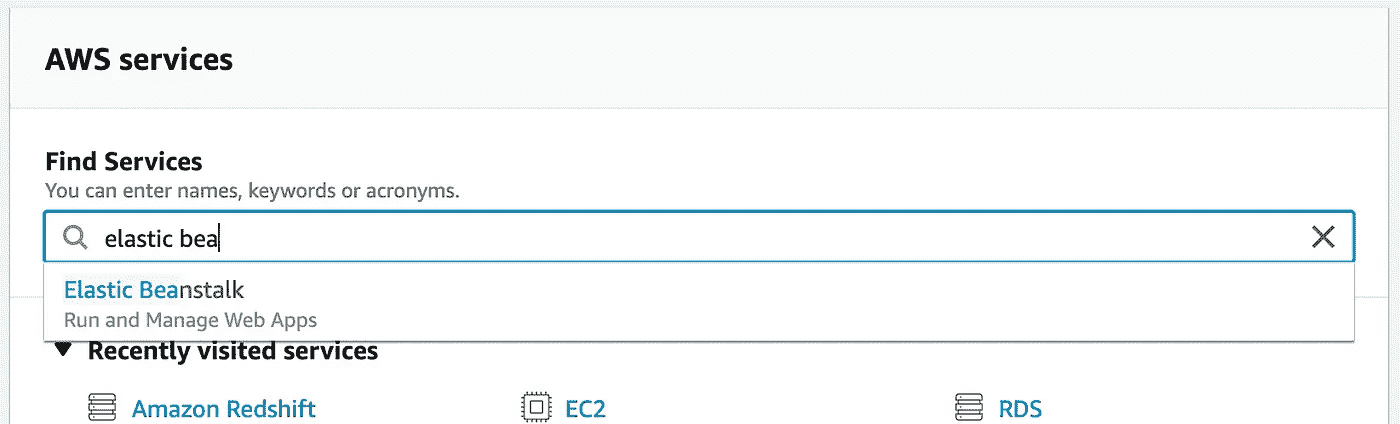 AWS services
Find Services
You can enter names, keywords or acronyms.
elastic bea
Elastic Beanstalk
Run and Manage Web Apps
Recently visited services
Amazon Redshift EC2 RDS